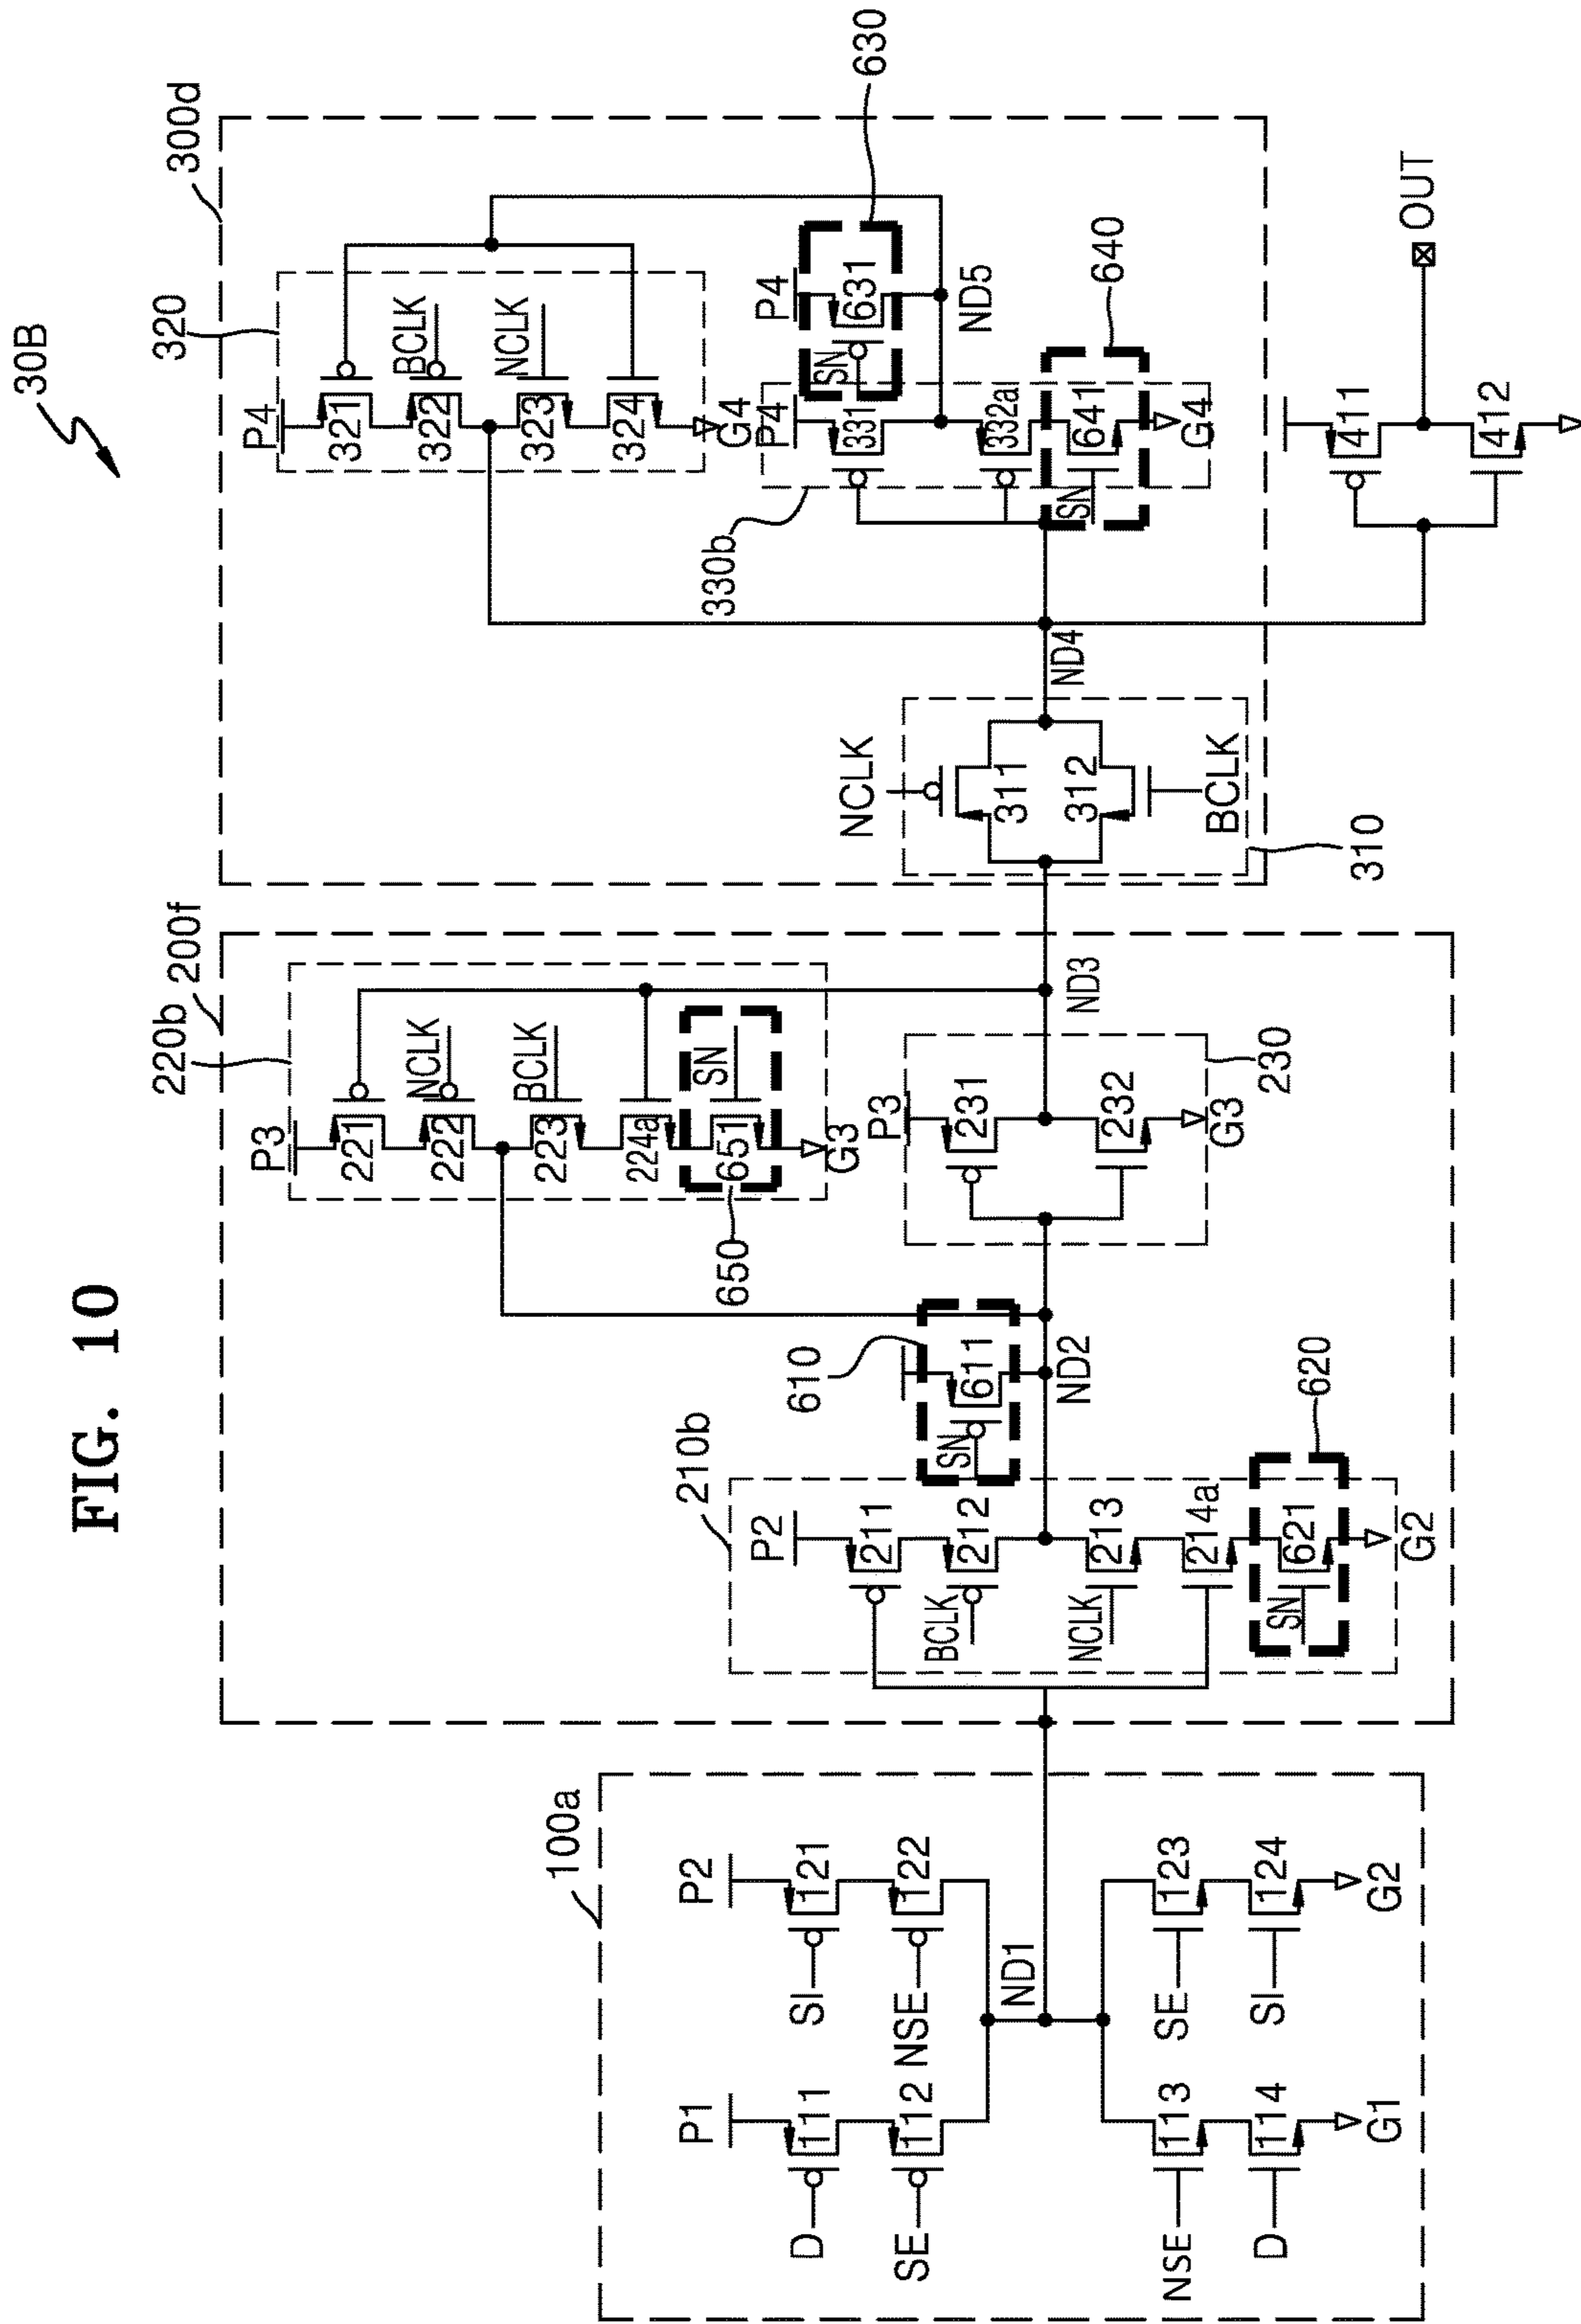 FIG. 10
30B
100a
P1
D
111
SE
112
NSE
113
D
114
G1
P2
SI
121
NSE
122
ND1
SE
123
SI
124
G2
200f
210b
P2
211
BCLK
212
NCLK
213
214a
SN
621
G2
620
610
SN
611
ND2
220b
P3
221
NCLK
222
BCLK
223
224a
SN
651
G3
650
P3
231
232
G3
230
ND3
300d
NCLK
311
312
BCLK
310
ND4
320
P4
321
BCLK
322
NCLK
323
324
G4
330b
P4
331
332a
SN
641
G4
640
P4
SN
631
630
ND5
411
412
OUT